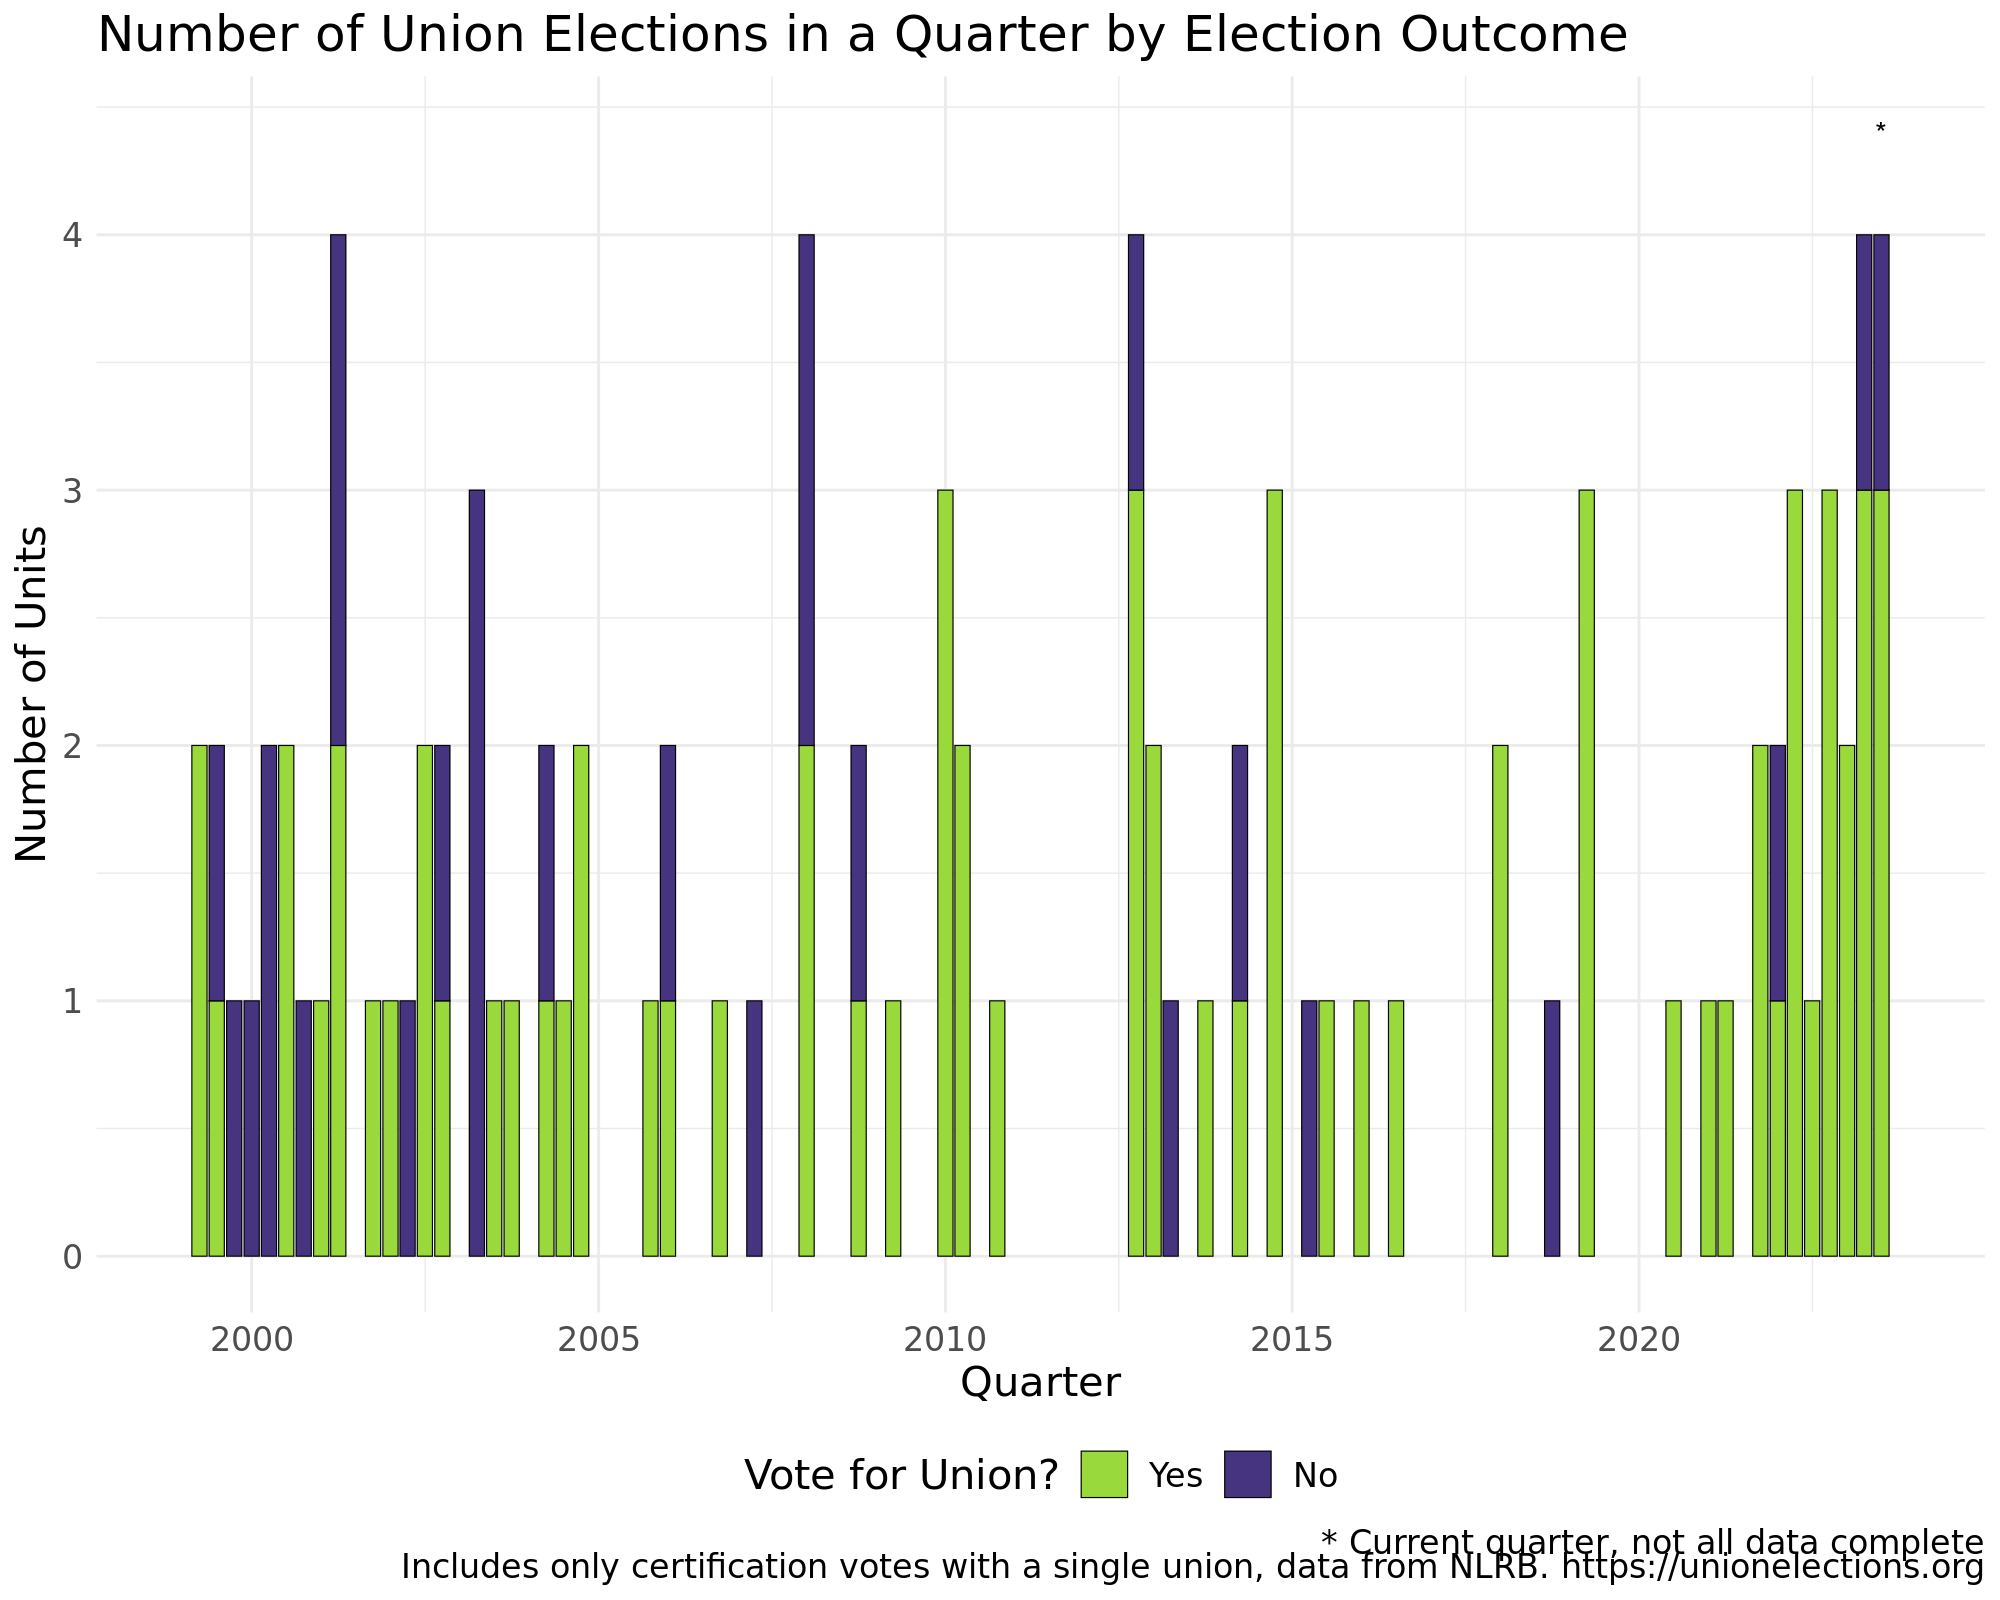 Number of Union Elections in a Quarter by Election Outcome
*
4
3
2
1
0
Number of Units
2000 2005 2010 2015 2020
Quarter
Vote for Union? Yes No
* Current quarter, not all data complete
Includes only certification votes with a single union, data from NLRB. https://unionelections.org